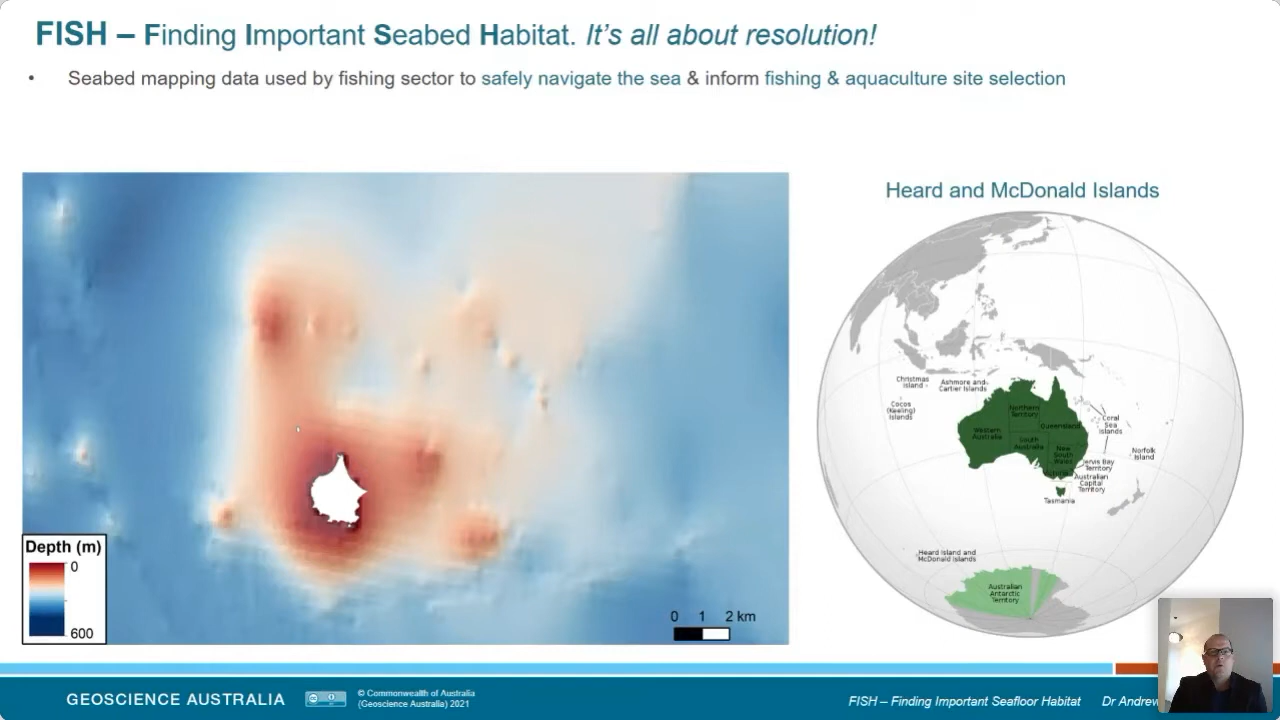 FISH – Finding Important Seabed Habitat. It's all about resolution!
• Seabed mapping data used by fishing sector to safely navigate the sea & inform fishing & aquaculture site selection
Heard and McDonald Islands
Christmas
Island
Ashmore and
Cartier Islands
Cocos
(Keeling)
Islands
Northern
Territory
Queensland
Western
Australia
South
Australia
New
South
Wales
Victoria
Coral
Sea
Islands
Norfolk
Island
Jervis Bay
Territory
Australian
Capital
Territory
Tasmania
Heard Island and
McDonald Islands
Australian
Antarctic
Territory
Depth (m)
0
600
0 1 2 km
GEOSCIENCE AUSTRALIA
© Commonwealth of Australia
(Geoscience Australia) 2021
FISH – Finding Important Seafloor Habitat Dr Andrew